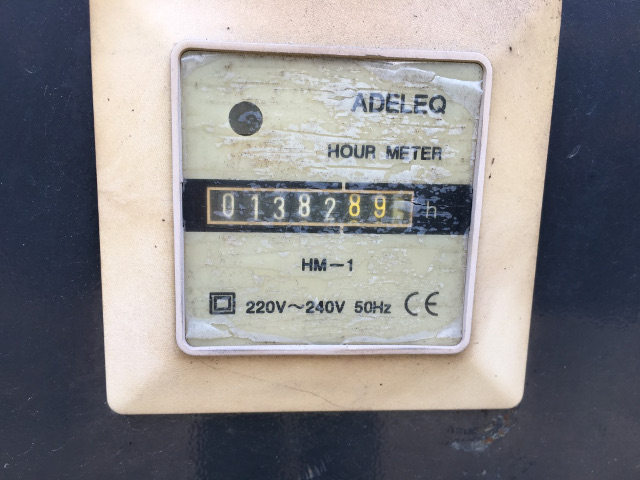 ADELEQ
HOUR METER
0138289 h
HM-1
220V~240V 50Hz CE